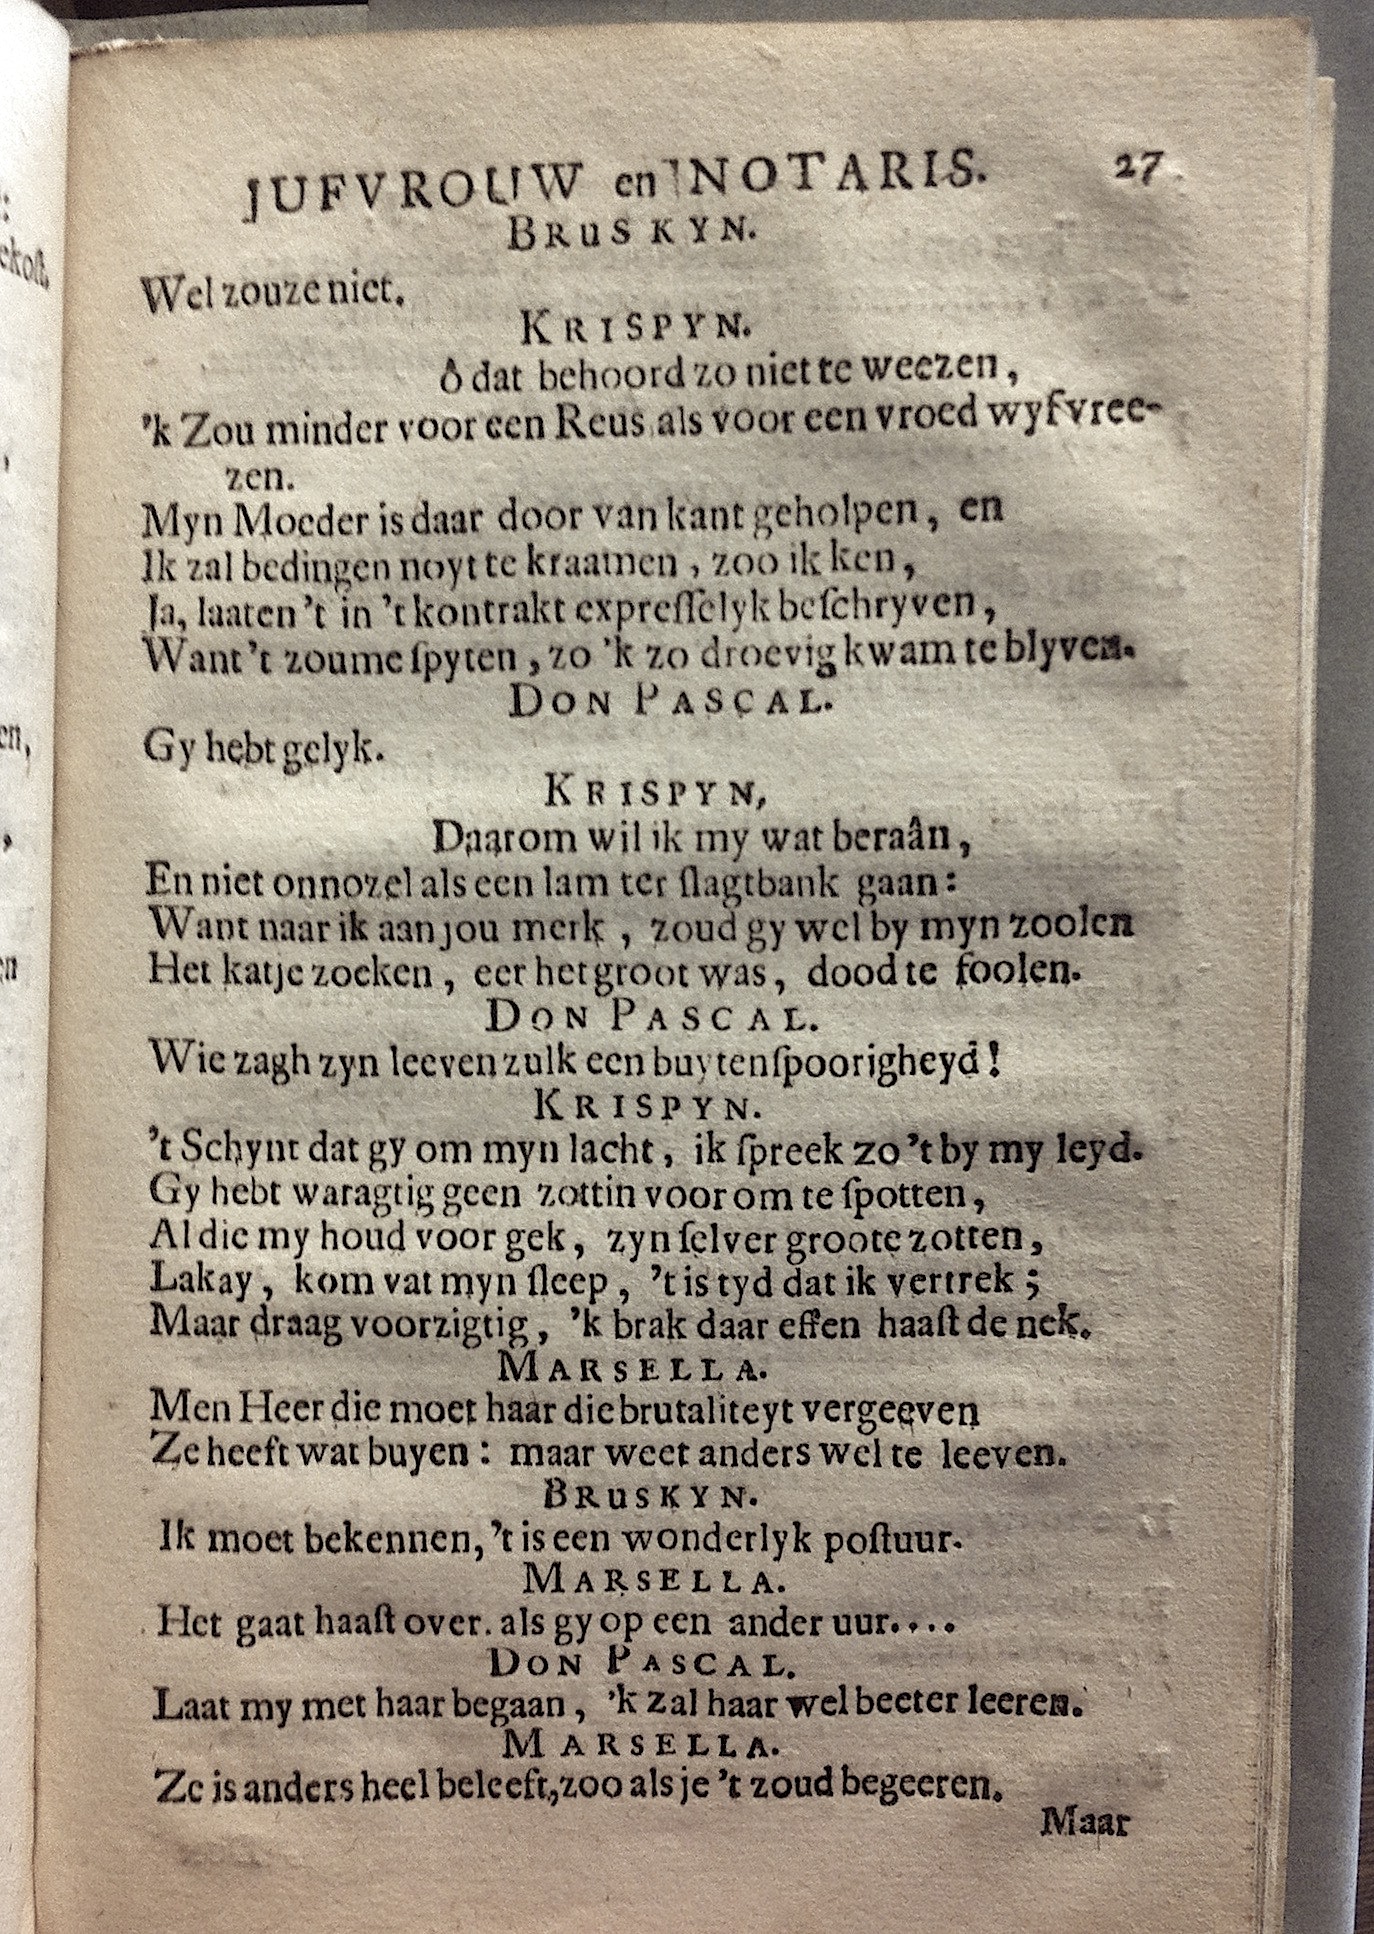 JUFVROUW en NOTARIS. 27
BRUSKYN.
Wel zouze niet.
KRISPYN.
ô dat behoord zo niet te weezen,
'k Zou minder voor een Reus als voor een vroed wyf vree-
zen.
Myn Moeder is daar door van kant geholpen, en
Ik zal bedingen noyt te kraamen, zoo ik ken,
Ja, laaten 't in 't kontrakt expreſſelyk beſchryven,
Want 't zoume ſpyten, zo 'k zo droevig kwam te blyven.
DON PASCAL.
Gy hebt gelyk.
KRISPYN,
Daarom wil ik my wat beraân,
En niet onnozel als een lam ter ſlagtbank gaan:
Want naar ik aan jou merk, zoud gy wel by myn zoolen
Het katje zoeken, eer het groot was, dood te foolen.
DON PASCAL.
Wie zagh zyn leeven zulk een buytenſpoorigheyd!
KRISPYN.
't Schynt dat gy om myn lacht, ik ſpreek zo 't by my leyd.
Gy hebt waragtig geen zottin voor om te ſpotten,
Al die my houd voor gek, zyn ſelver groote zotten,
Lakay, kom vat myn ſleep, 't is tyd dat ik vertrek;
Maar draag voorzigtig, 'k brak daar effen haaſt de nek.
MARSELLA.
Men Heer die moet haar die brutaliteyt vergeeven
Ze heeft wat buyen: maar weet anders wel te leeven.
BRUSKYN.
Ik moet bekennen, 't is een wonderlyk poſtuur.
MARSELLA.
Het gaat haaſt over. als gy op een ander uur....
DON PASCAL.
Laat my met haar begaan, 'k zal haar wel beeter leeren.
MARSELLA.
Ze is anders heel beleeft, zoo als je 't zoud begeeren.
Maar